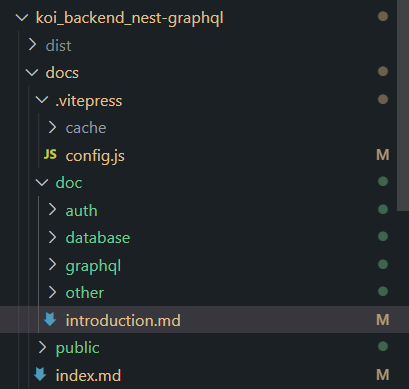 koi_backend_nest-graphql
dist
docs
.vitepress
cache
JS config.js M
doc
auth
database
graphql
other
introduction.md M
public
index.md M